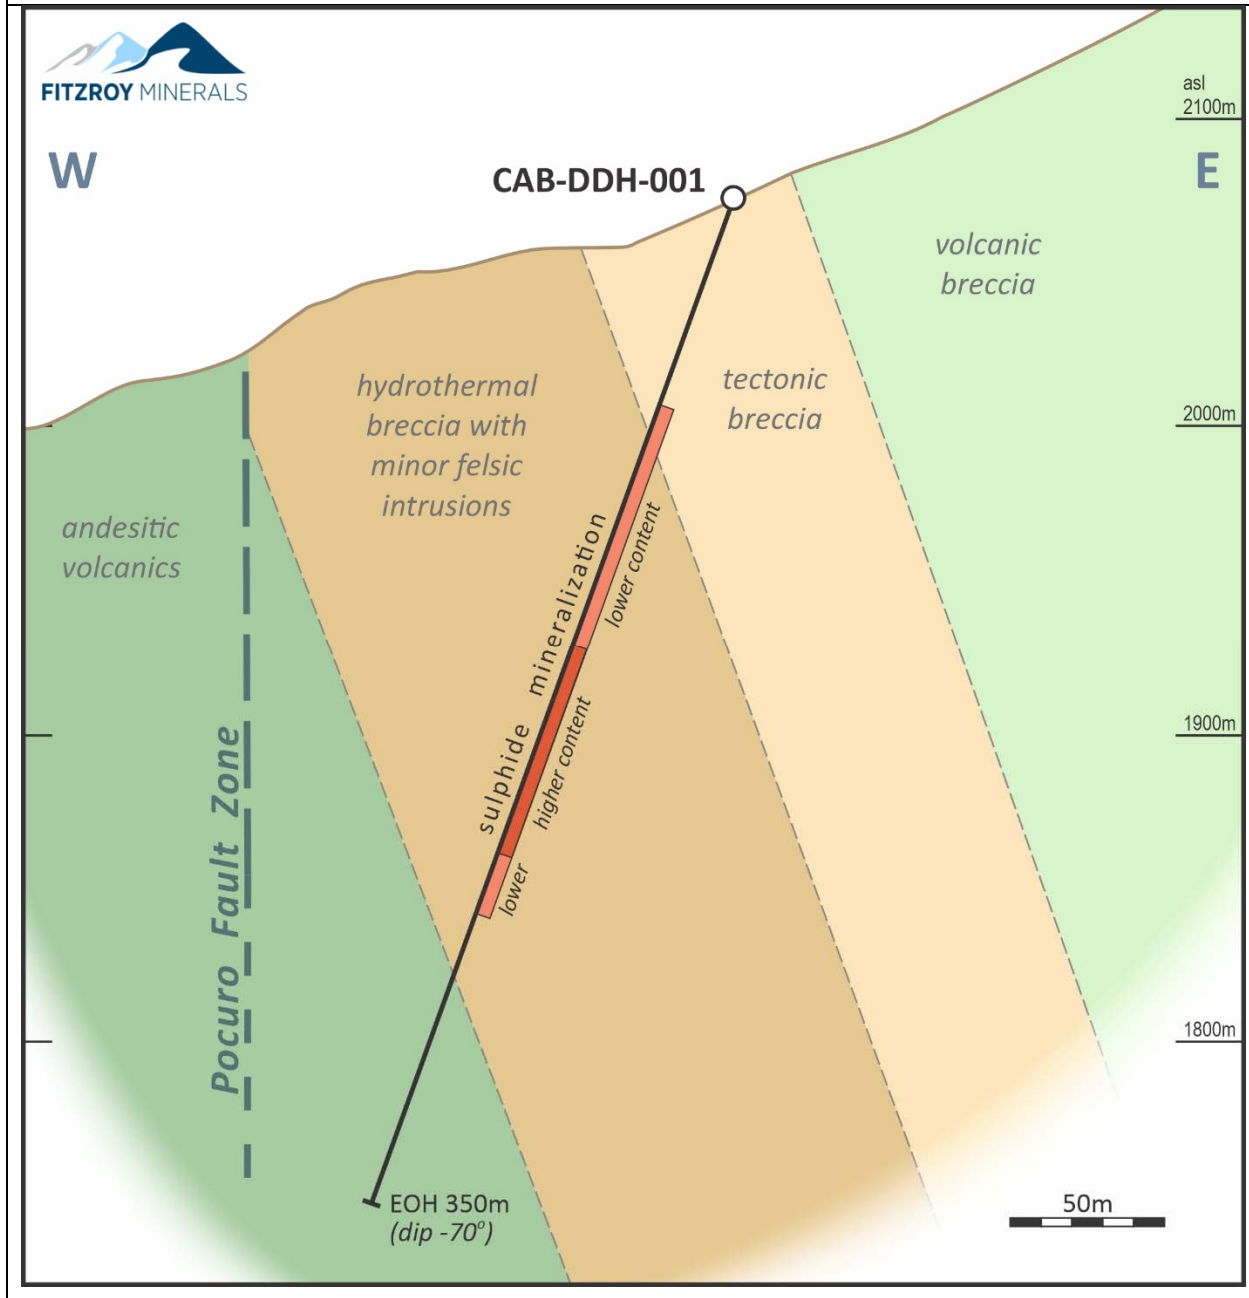 FITZROY MINERALS
W
E
CAB-DDH-001
asl
2100m
2000m
1900m
1800m
volcanic
breccia
tectonic
breccia
hydrothermal
breccia with
minor felsic
intrusions
andesitic
volcanics
sulphide mineralization
lower content
higher content
lower
Pocuro Fault Zone
EOH 350m
(dip -70°)
50m